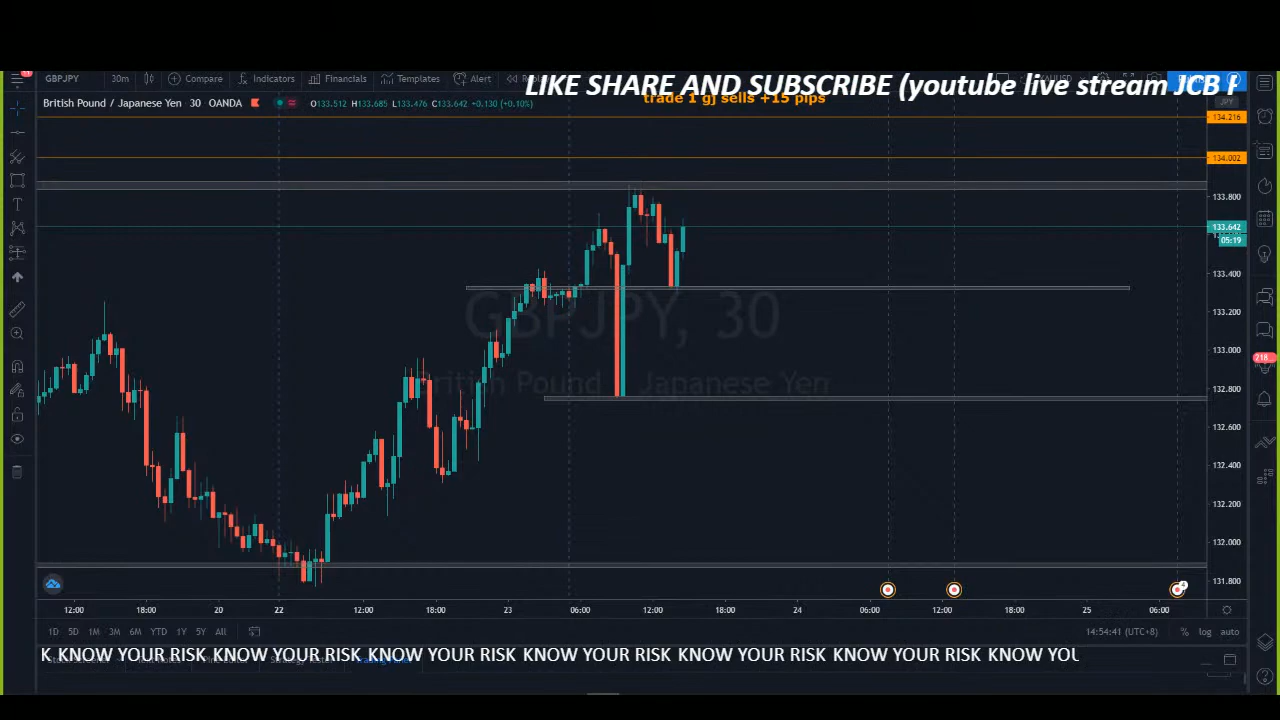 GBPJPY 30m Compare Indicators Financials Templates Alert
LIKE SHARE AND SUBSCRIBE (youtube live stream JCB
British Pound / Japanese Yen 30 OANDA O133.512 H133.685 L133.476 C133.642 +0.130 (+0.10%)
trade 1 gj sells +15 pips
JPY
134.216
134.002
133.800
133.642
05:19
133.400
133.200
133.000
132.800
132.600
132.400
132.200
132.000
131.800
GBPJPY, 30
British Pound / Japanese Yen
218
4
12:00 18:00 20 22 12:00 18:00 23 06:00 12:00 18:00 24 06:00 12:00 18:00 25 06:00
1D 5D 1M 3M 6M YTD 1Y 5Y All 14:54:41 (UTC+8) % log auto
K KNOW YOUR RISK KNOW YOUR RISK KNOW YOUR RISK KNOW YOUR RISK KNOW YOUR RISK KNOW YOUR RISK KNOW YOU